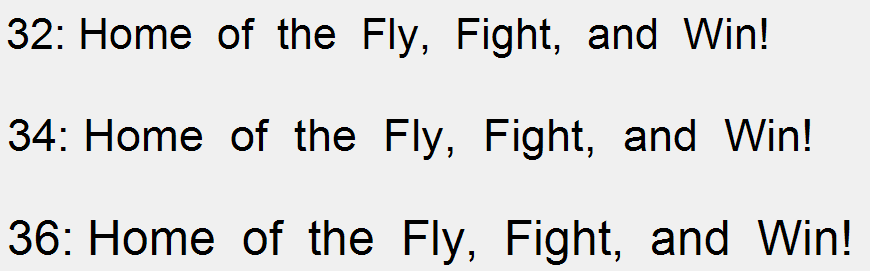 32: Home of the Fly, Fight, and Win!
34: Home of the Fly, Fight, and Win!
36: Home of the Fly, Fight, and Win!